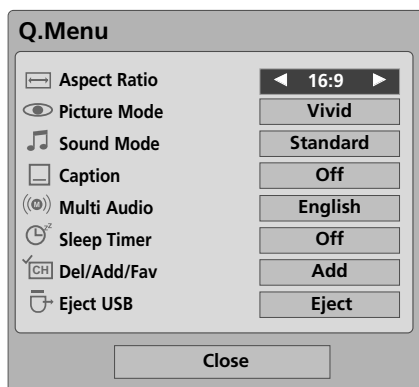 Q.Menu
Aspect Ratio ◀ 16:9 ▶
Picture Mode Vivid
Sound Mode Standard
Caption Off
Multi Audio English
Sleep Timer Off
Del/Add/Fav Add
Eject USB Eject
Close